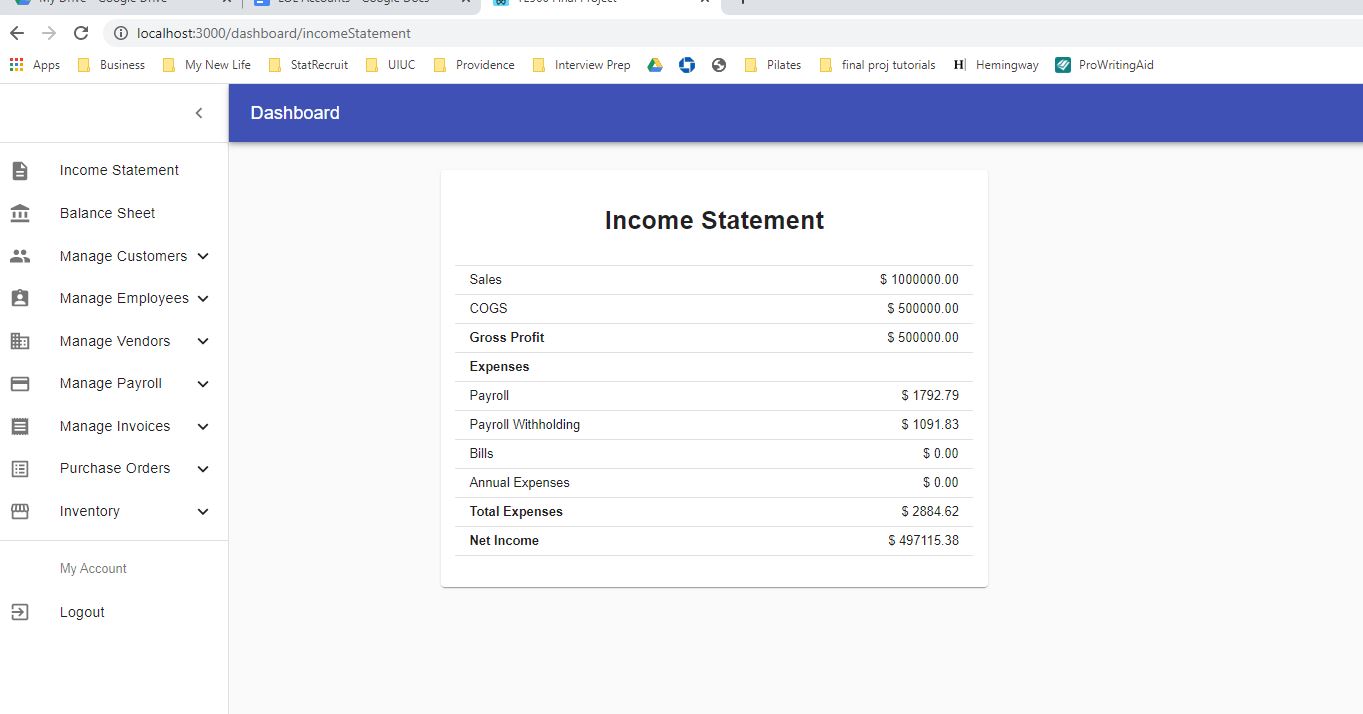 localhost:3000/dashboard/incomeStatement
Apps Business My New Life StatRecruit UIUC Providence Interview Prep Pilates final proj tutorials H Hemingway ProWritingAid
Dashboard
Income Statement
Balance Sheet
Manage Customers
Manage Employees
Manage Vendors
Manage Payroll
Manage Invoices
Purchase Orders
Inventory
My Account
Logout
Income Statement
Sales $ 1000000.00
COGS $ 500000.00
Gross Profit $ 500000.00
Expenses
Payroll $ 1792.79
Payroll Withholding $ 1091.83
Bills $ 0.00
Annual Expenses $ 0.00
Total Expenses $ 2884.62
Net Income $ 497115.38